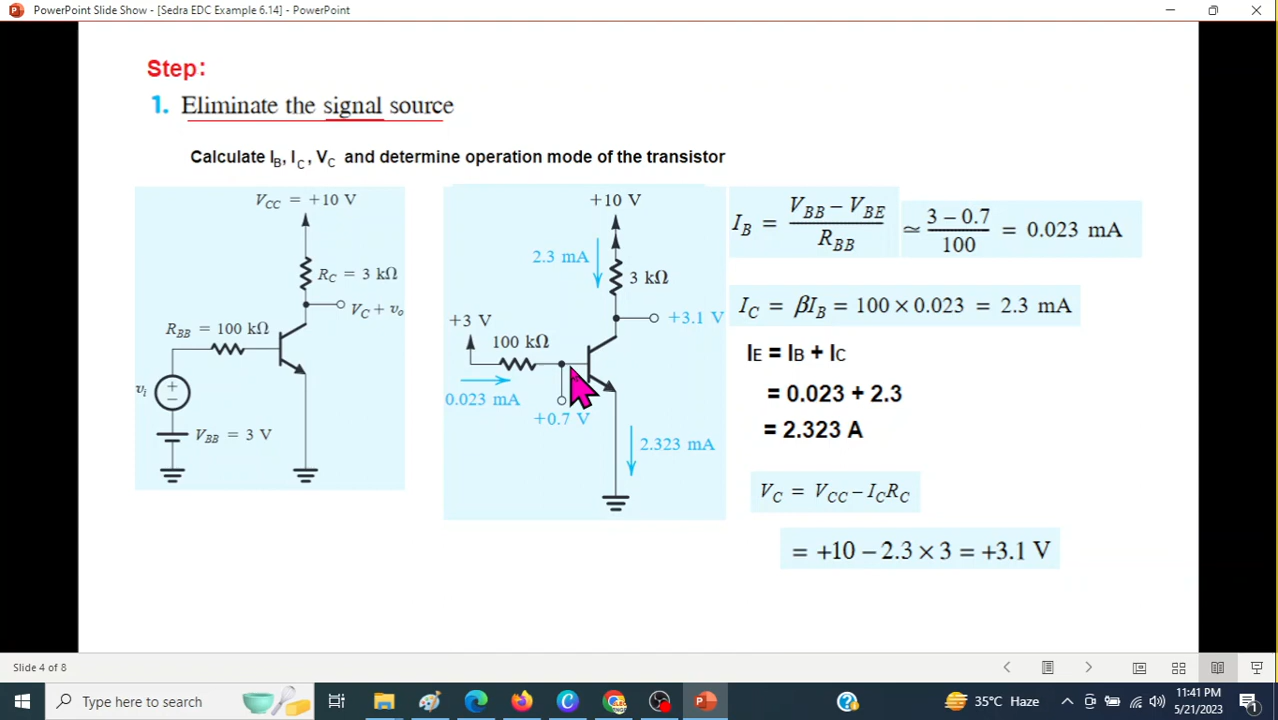 PowerPoint Slide Show - [Sedra EDC Example 6.14] - PowerPoint
Step:
1. Eliminate the signal source
Calculate IB, IC, VC and determine operation mode of the transistor
VCC = +10 V
RC = 3 kΩ
VC + vo
RBB = 100 kΩ
vi
+
−
VBB = 3 V
+10 V
2.3 mA
3 kΩ
+3.1 V
+3 V
100 kΩ
0.023 mA
+0.7 V
2.323 mA
IB = (VBB − VBE)/RBB ≃ (3 − 0.7)/100 = 0.023 mA
IC = βIB = 100 × 0.023 = 2.3 mA
IE = IB + IC
= 0.023 + 2.3
= 2.323 A
VC = VCC − ICRC
= +10 − 2.3 × 3 = +3.1 V
Slide 4 of 8
Type here to search
35°C Haze
11:41 PM
5/21/2023
1